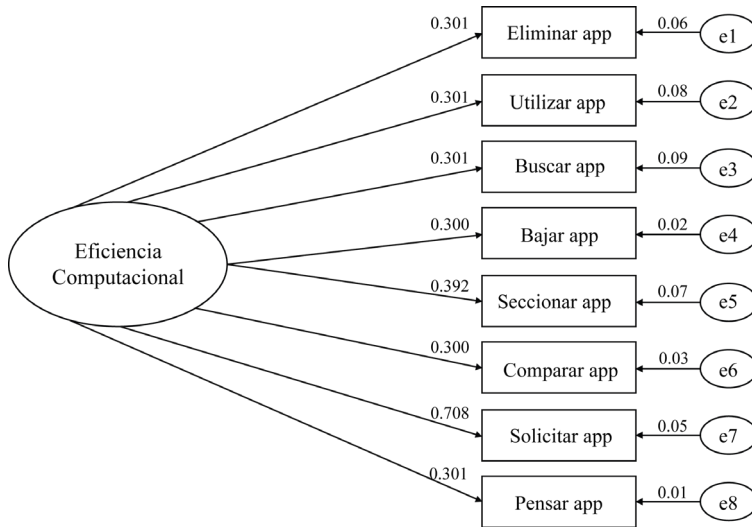 0.301
Eliminar app
0.06
e1
0.301
Utilizar app
0.08
e2
0.301
Buscar app
0.09
e3
0.300
Bajar app
0.02
e4
Eficiencia
Computacional
0.392
Seccionar app
0.07
e5
0.300
Comparar app
0.03
e6
0.708
Solicitar app
0.05
e7
0.301
Pensar app
0.01
e8